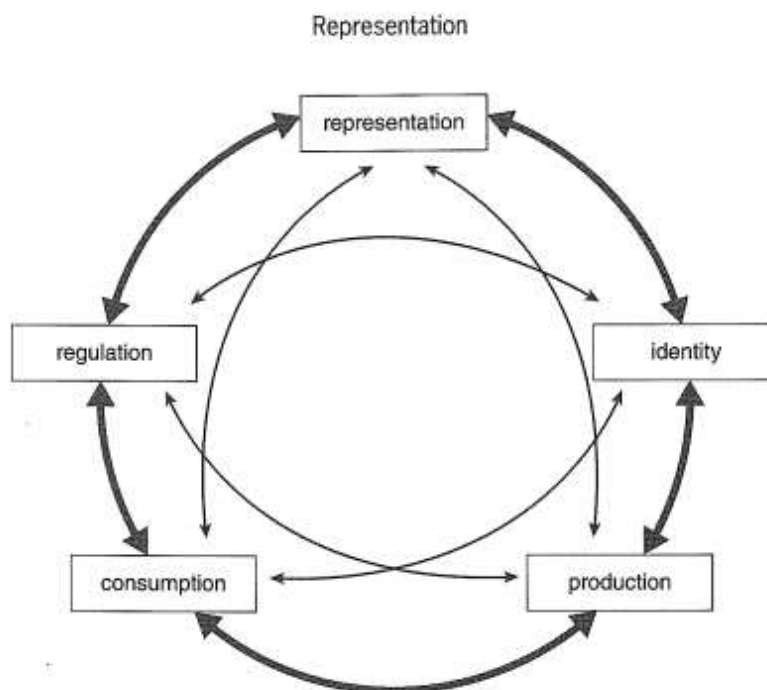 Representation
representation
regulation
identity
consumption
production